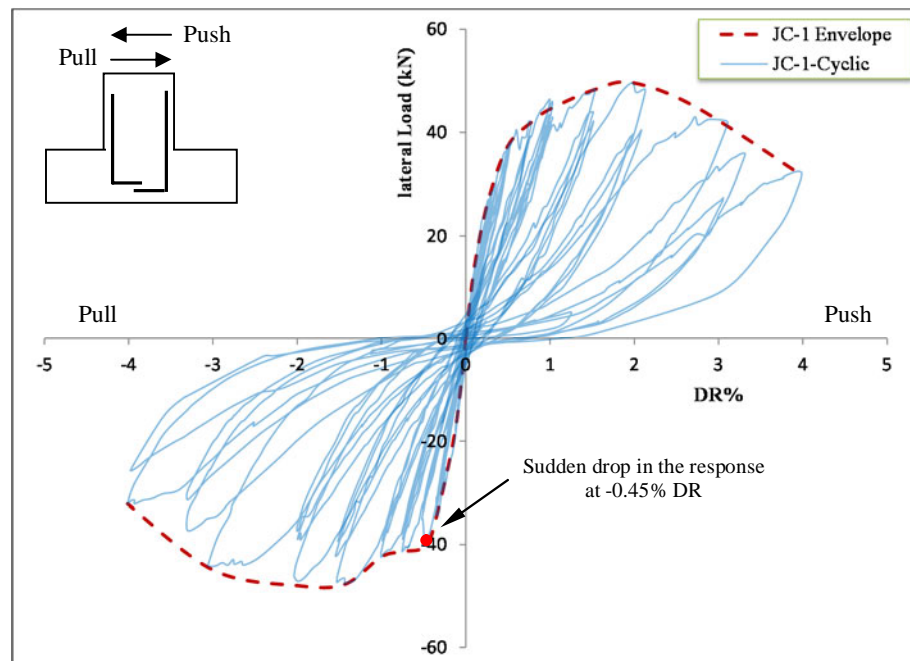 Push
Pull
60
JC-1 Envelope
JC-1-Cyclic
lateral Load (kN)
40
20
Pull
Push
0
-5
-4
-3
-2
-1
0
1
2
3
4
5
DR%
-20
Sudden drop in the response
at -0.45% DR
-40
-60